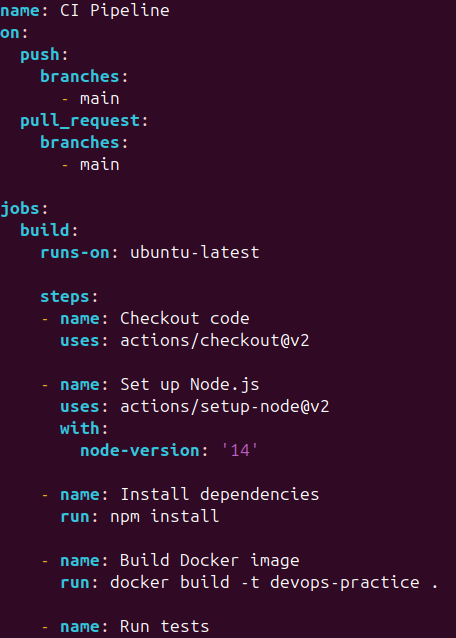 name: CI Pipeline
on:
  push:
    branches:
      - main
  pull_request:
    branches:
      - main

jobs:
  build:
    runs-on: ubuntu-latest

    steps:
    - name: Checkout code
      uses: actions/checkout@v2

    - name: Set up Node.js
      uses: actions/setup-node@v2
      with:
        node-version: '14'

    - name: Install dependencies
      run: npm install

    - name: Build Docker image
      run: docker build -t devops-practice .

    - name: Run tests